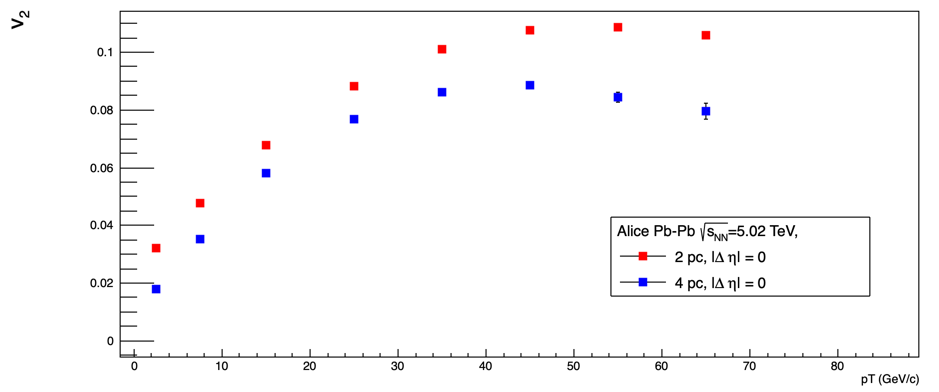 V2
0.1
0.08
0.06
0.04
0.02
0
Alice Pb-Pb √sNN=5.02 TeV,
2 pc, |Δ η| = 0
4 pc, |Δ η| = 0
0 10 20 30 40 50 60 70 80
pT (GeV/c)